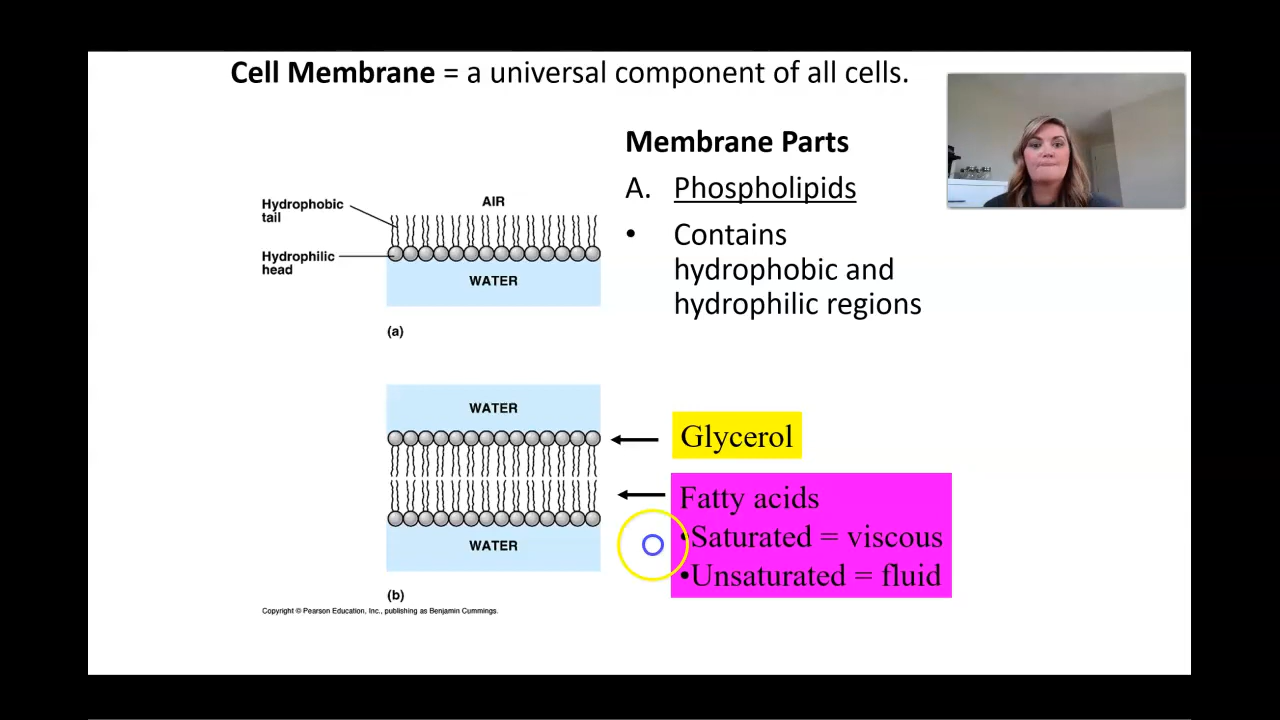 Cell Membrane = a universal component of all cells.
Membrane Parts
A. Phospholipids
• Contains
hydrophobic and
hydrophilic regions
Hydrophobic
tail
AIR
Hydrophilic
head
WATER
(a)
WATER
Glycerol
Fatty acids
•Saturated = viscous
•Unsaturated = fluid
WATER
(b)
Copyright © Pearson Education, Inc., publishing as Benjamin Cummings.